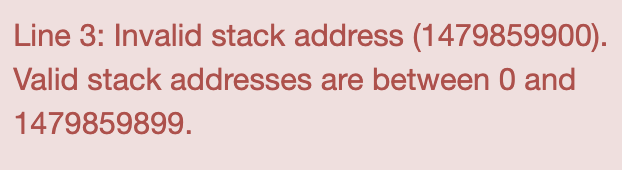 Line 3: Invalid stack address (1479859900).
Valid stack addresses are between 0 and
1479859899.